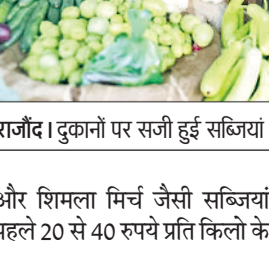 राजौंद । दुकानों पर सजी हुई सब्जियां
और शिमला मिर्च जैसी सब्जियां
पहले 20 से 40 रुपये प्रति किलो के